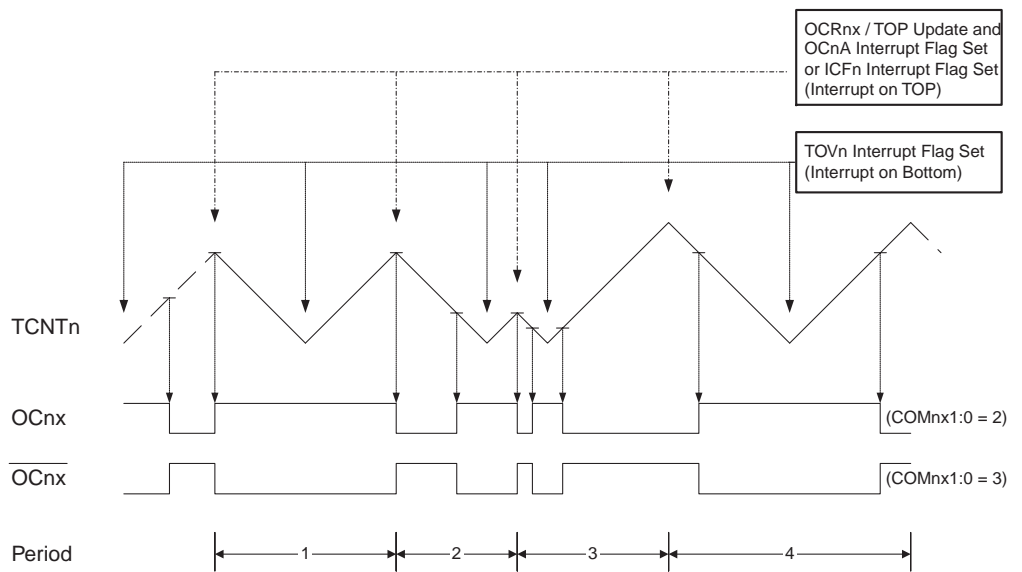 OCRnx / TOP Update and
OCnA Interrupt Flag Set
or ICFn Interrupt Flag Set
(Interrupt on TOP)
TOVn Interrupt Flag Set
(Interrupt on Bottom)
TCNTn
OCnx
(COMnx1:0 = 2)
OCnx
(COMnx1:0 = 3)
Period
1
2
3
4